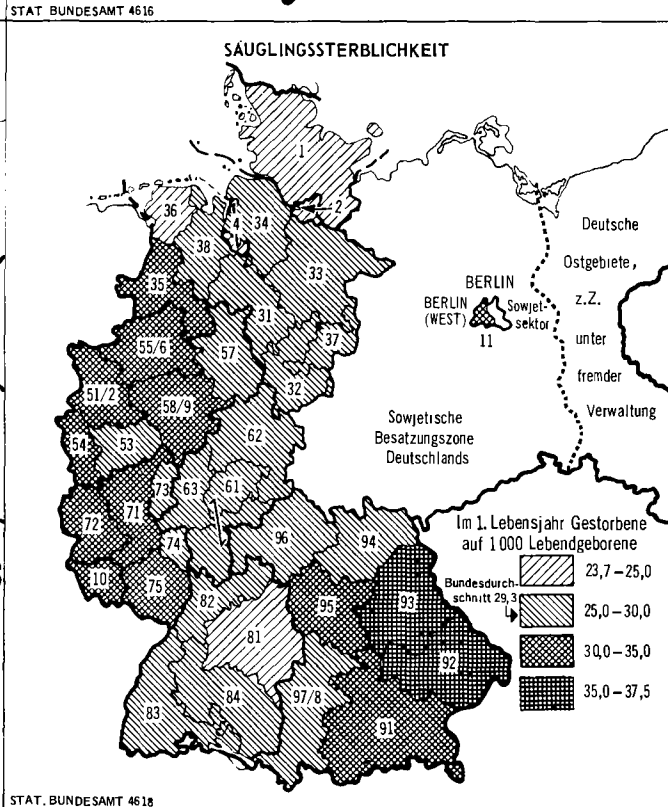 STAT BUNDESAMT 4616
SÄUGLINGSSTERBLICHKEIT
1
2
36
4
34
38
33
35
31
37
55/6
57
32
51/2
58/9
54
53
62
73
63
61
72
71
74
96
94
10
75
82
95
93
81
92
83
84
97/8
91
Deutsche
Ostgebiete,
z.Z.
unter
fremder
Verwaltung
BERLIN
BERLIN
(WEST)
Sowjet-
sektor
11
Sowjetische
Besatzungszone
Deutschlands
Im 1. Lebensjahr Gestorbene
auf 1000 Lebendgeborene
23,7–25,0
Bundesdurch-
schnitt 29,3
25,0–30,0
30,0–35,0
35,0–37,5
STAT. BUNDESAMT 4618